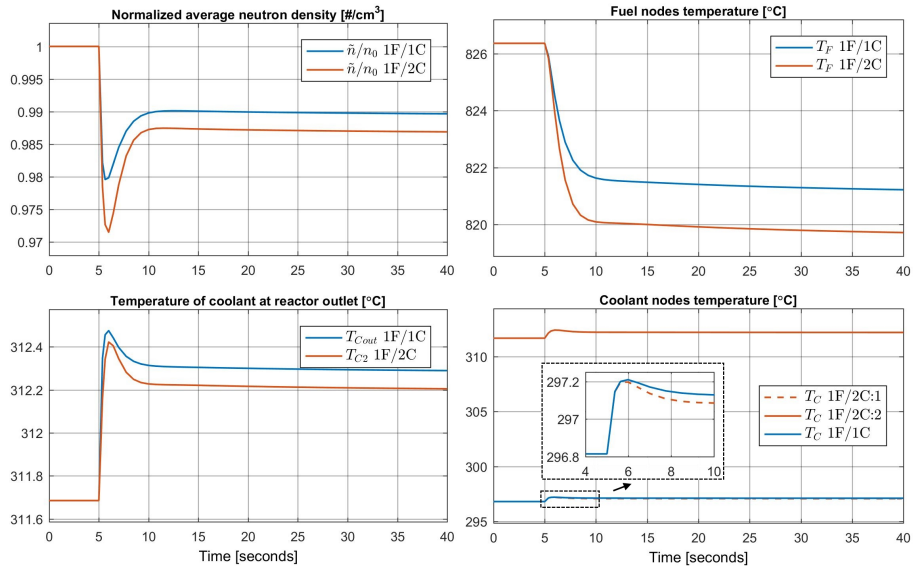 Normalized average neutron density [#/cm³]
ñ/n₀ 1F/1C
ñ/n₀ 1F/2C
1
0.995
0.99
0.985
0.98
0.975
0.97
0 5 10 15 20 25 30 35 40
Fuel nodes temperature [°C]
T_F 1F/1C
T_F 1F/2C
826
824
822
820
0 5 10 15 20 25 30 35 40
Temperature of coolant at reactor outlet [°C]
T_Cout 1F/1C
T_C2 1F/2C
312.4
312.2
312
311.8
311.6
0 5 10 15 20 25 30 35 40
Time [seconds]
Coolant nodes temperature [°C]
310
305
300
295
297.2
297
296.8
4 6 8 10
T_C 1F/2C:1
T_C 1F/2C:2
T_C 1F/1C
0 5 10 15 20 25 30 35 40
Time [seconds]